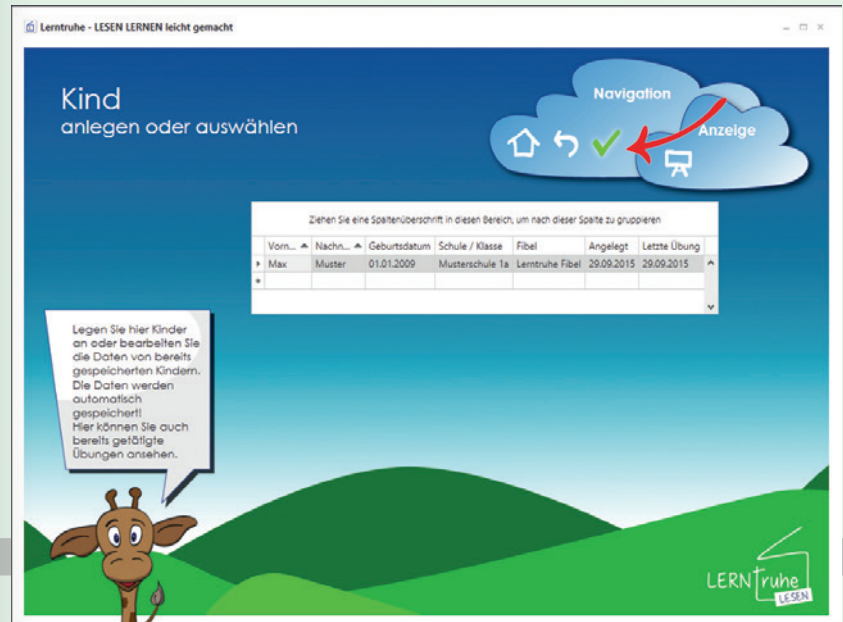 Lerntruhe - LESEN LERNEN leicht gemacht
Kind
anlegen oder auswählen
Navigation
Anzeige
Ziehen Sie eine Spaltenüberschrift in diesen Bereich, um nach dieser Spalte zu gruppieren
Vorn... Nachn... Geburtsdatum Schule / Klasse Fibel Angelegt Letzte Übung
Max Muster 01.01.2009 Musterschule 1a Lerntruhe Fibel 29.09.2015 29.09.2015
Legen Sie hier Kinder
an oder bearbeiten Sie
die Daten von bereits
gespeicherten Kindern.
Die Daten werden
automatisch
gespeichert!
Hier können Sie auch
bereits getätigte
Übungen ansehen.
LERNTruhe
LESEN